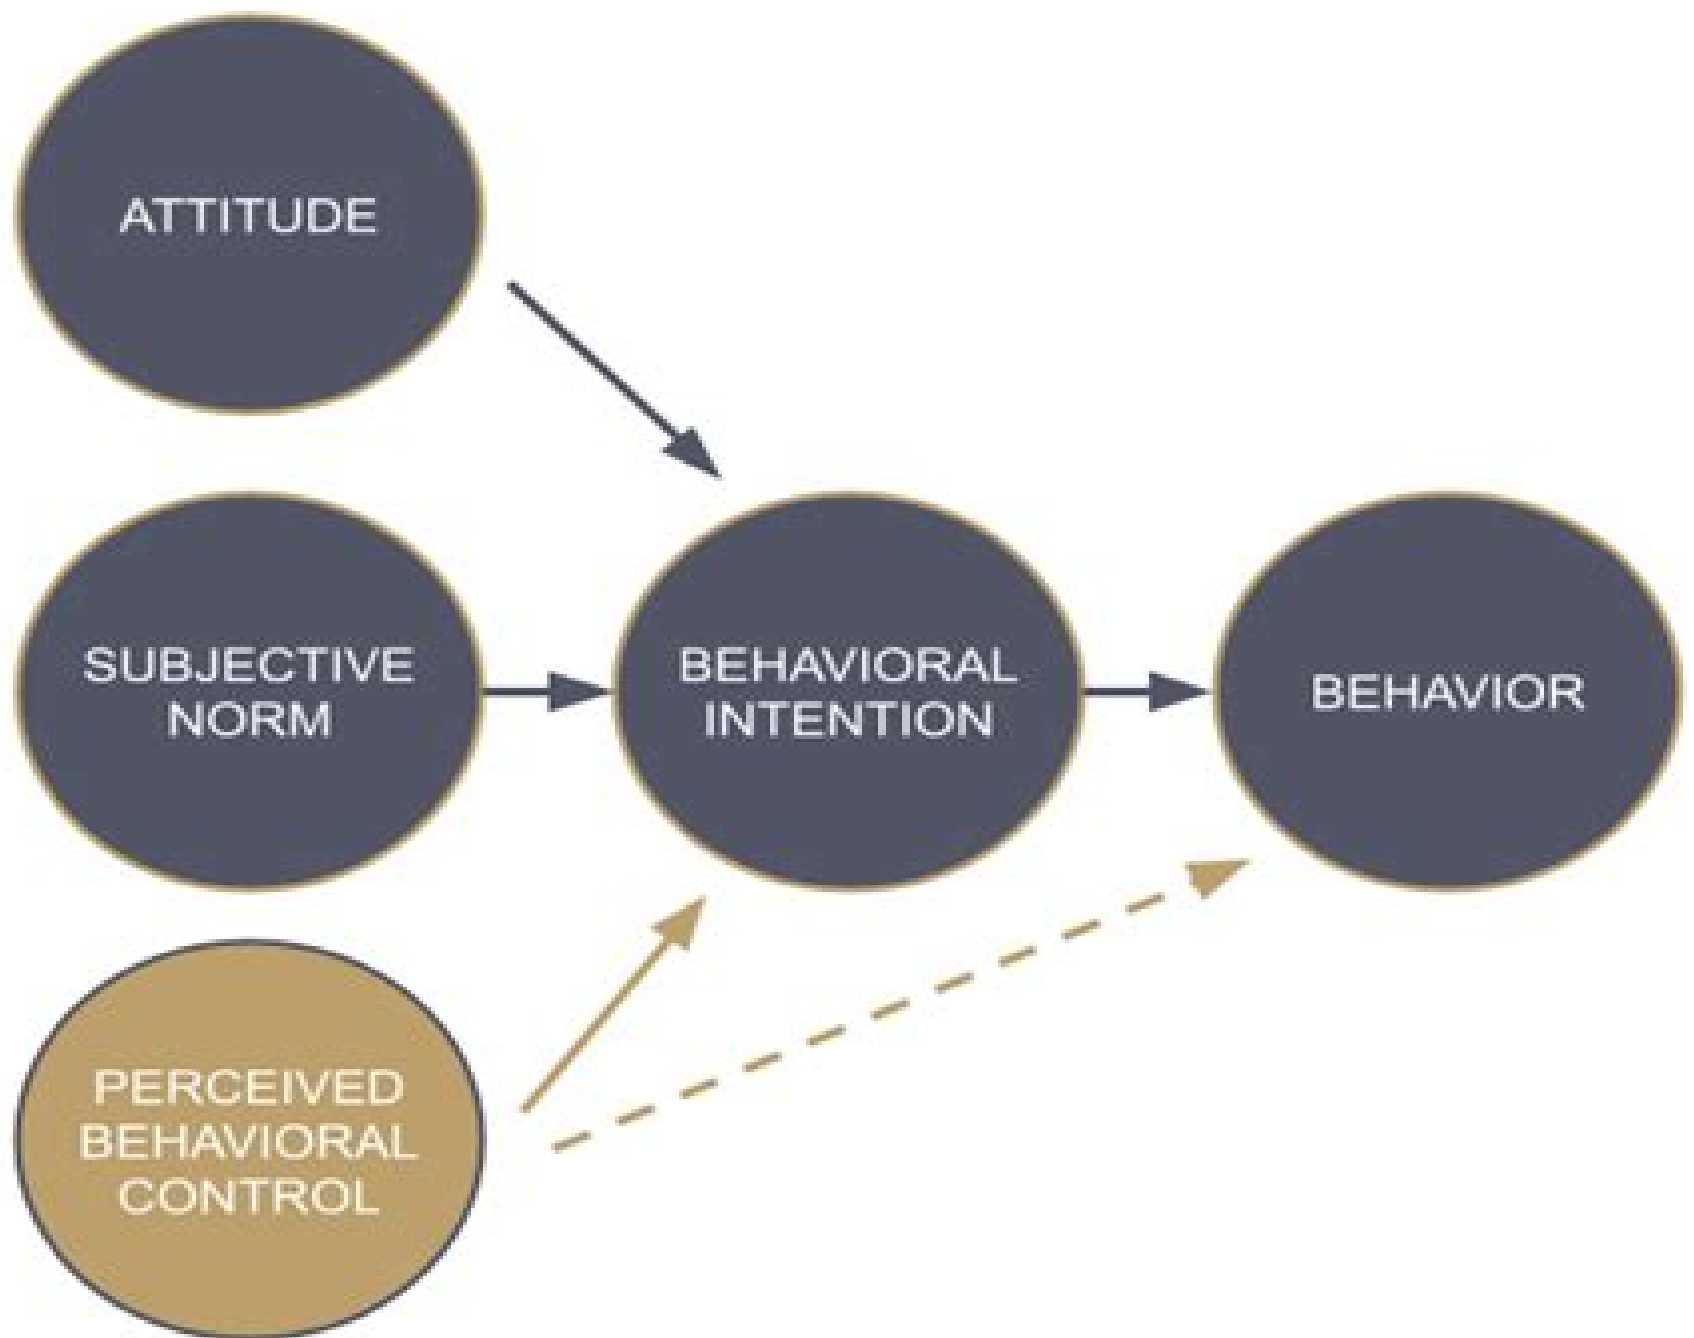 ATTITUDE
SUBJECTIVE
NORM
BEHAVIORAL
INTENTION
BEHAVIOR
PERCEIVED
BEHAVIORAL
CONTROL